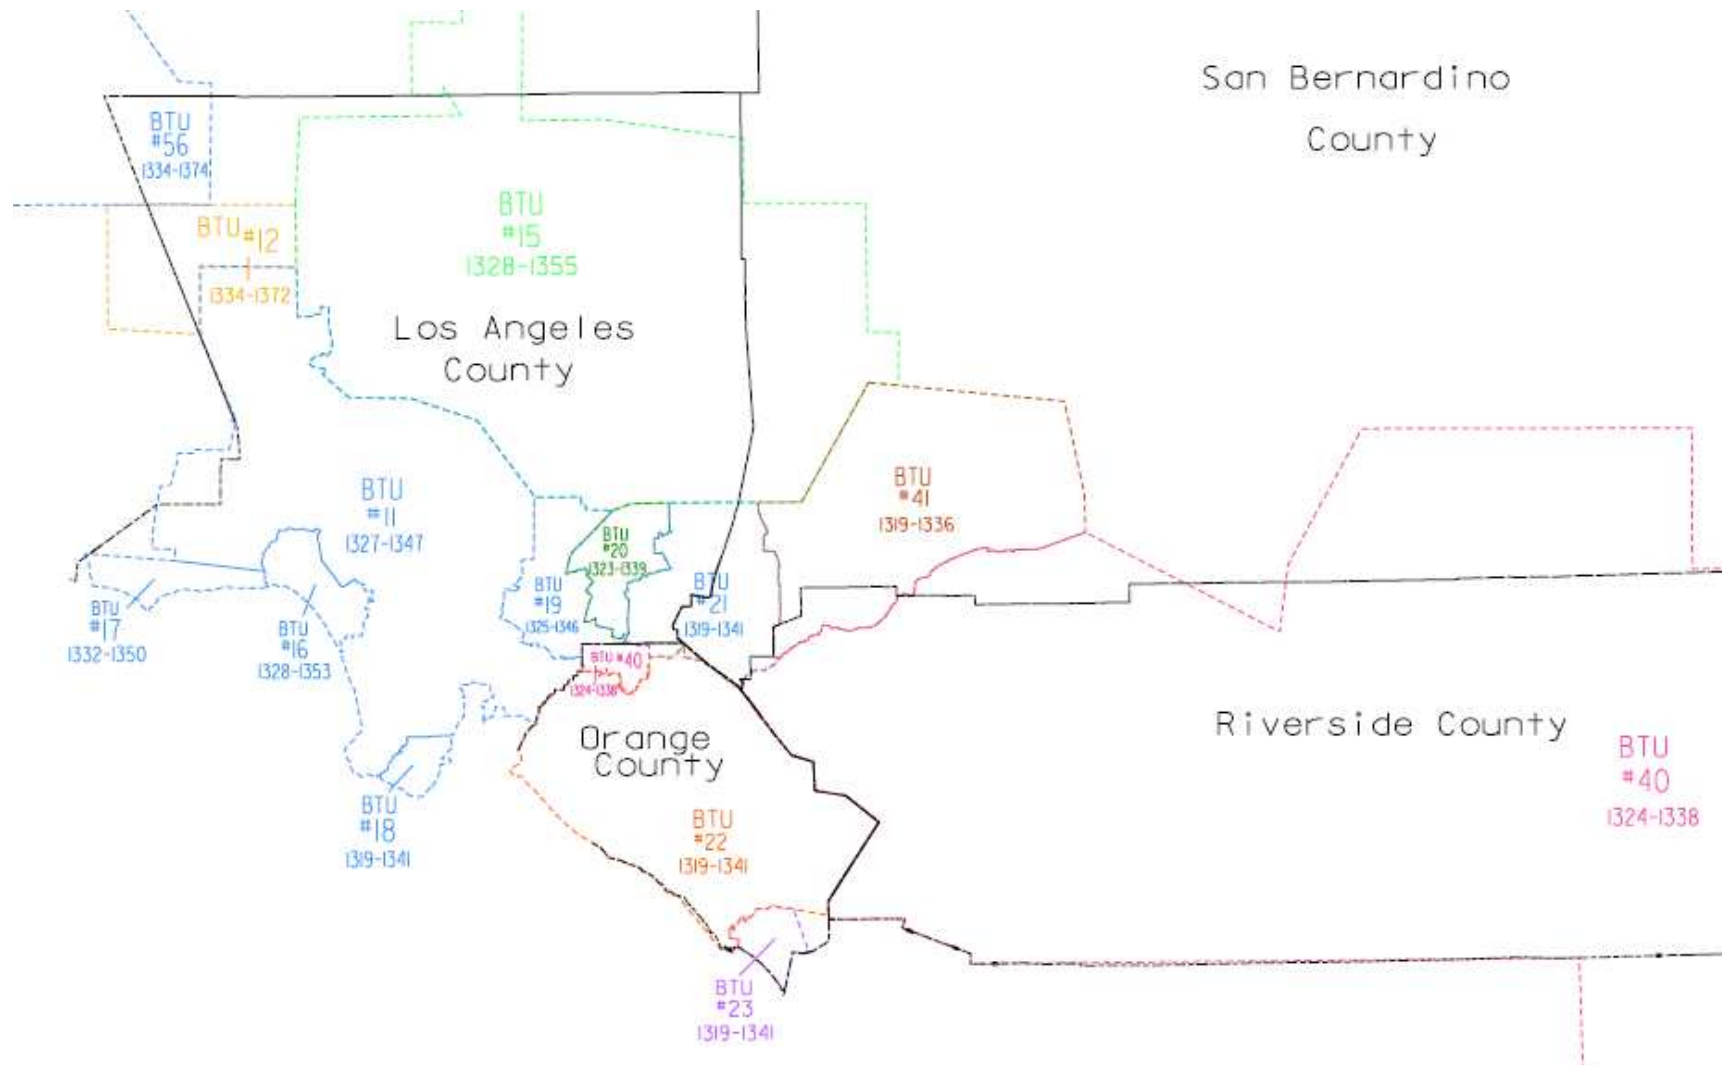 San Bernardino
County
BTU
#56
1334-1374
BTU #12
1334-1372
BTU
#15
1328-1355
Los Angeles
County
BTU
#11
1327-1347
BTU
#41
1319-1336
BTU
#20
1323-1339
BTU
#19
1325-1346
BTU
#21
1319-1341
BTU
#17
1332-1350
BTU
#16
1328-1353
BTU #40
1324-1338
Orange
County
Riverside County
BTU
#40
1324-1338
BTU
#18
1319-1341
BTU
#22
1319-1341
BTU
#23
1319-1341